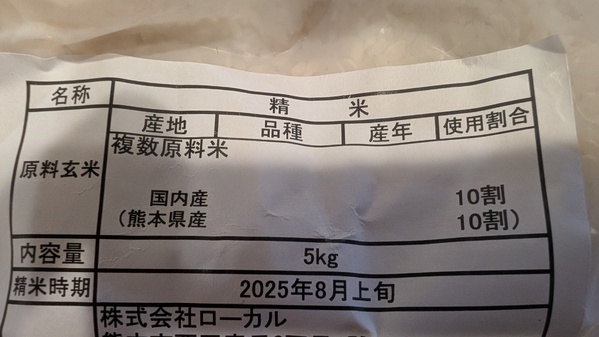 名称 精米
原料玄米 産地 品種 産年 使用割合
複数原料米
国内産 10割
(熊本県産 10割)
内容量 5kg
精米時期 2025年8月上旬
株式会社ローカル